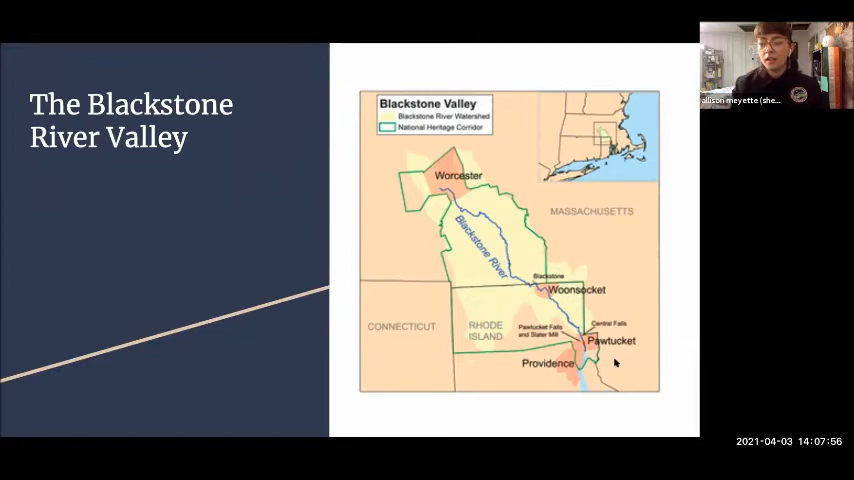 The Blackstone
River Valley
Blackstone Valley
Blackstone River Watershed
National Heritage Corridor
Worcester
MASSACHUSETTS
Blackstone River
Blackstone
Woonsocket
CONNECTICUT
RHODE
ISLAND
Pawtucket Falls
and Slater Mill
Central Falls
Pawtucket
Providence
allison meyette (she...
2021-04-03 14:07:56